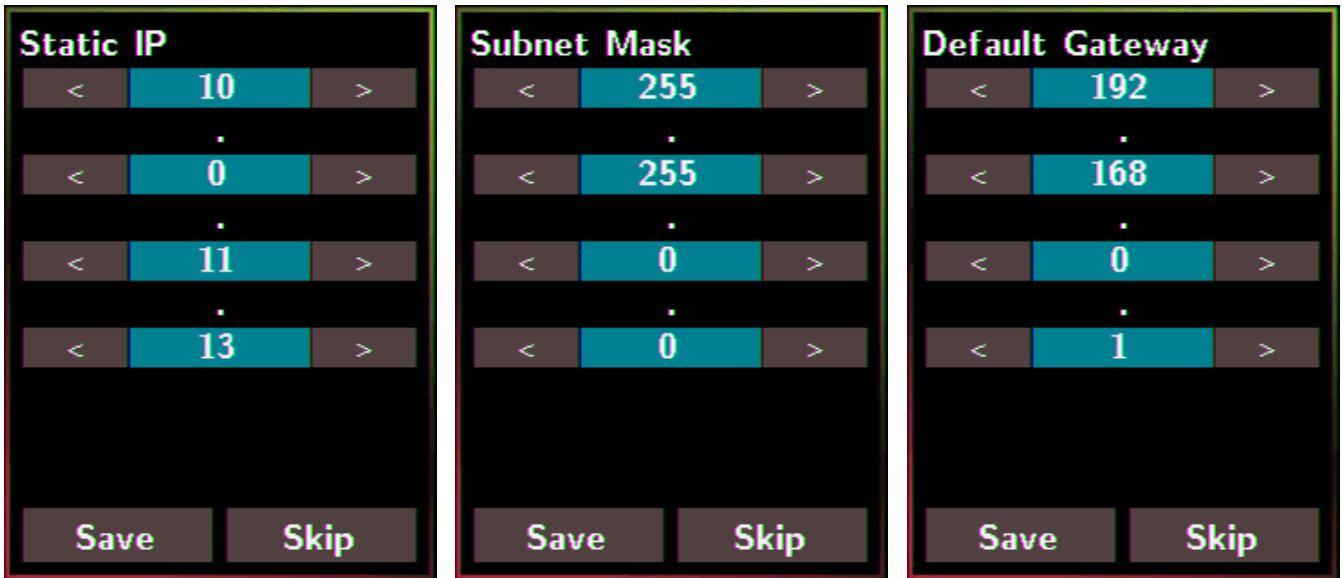 Static IP
< 10 >
.
< 0 >
.
< 11 >
.
< 13 >
Save Skip
Subnet Mask
< 255 >
.
< 255 >
.
< 0 >
.
< 0 >
Save Skip
Default Gateway
< 192 >
.
< 168 >
.
< 0 >
.
< 1 >
Save Skip